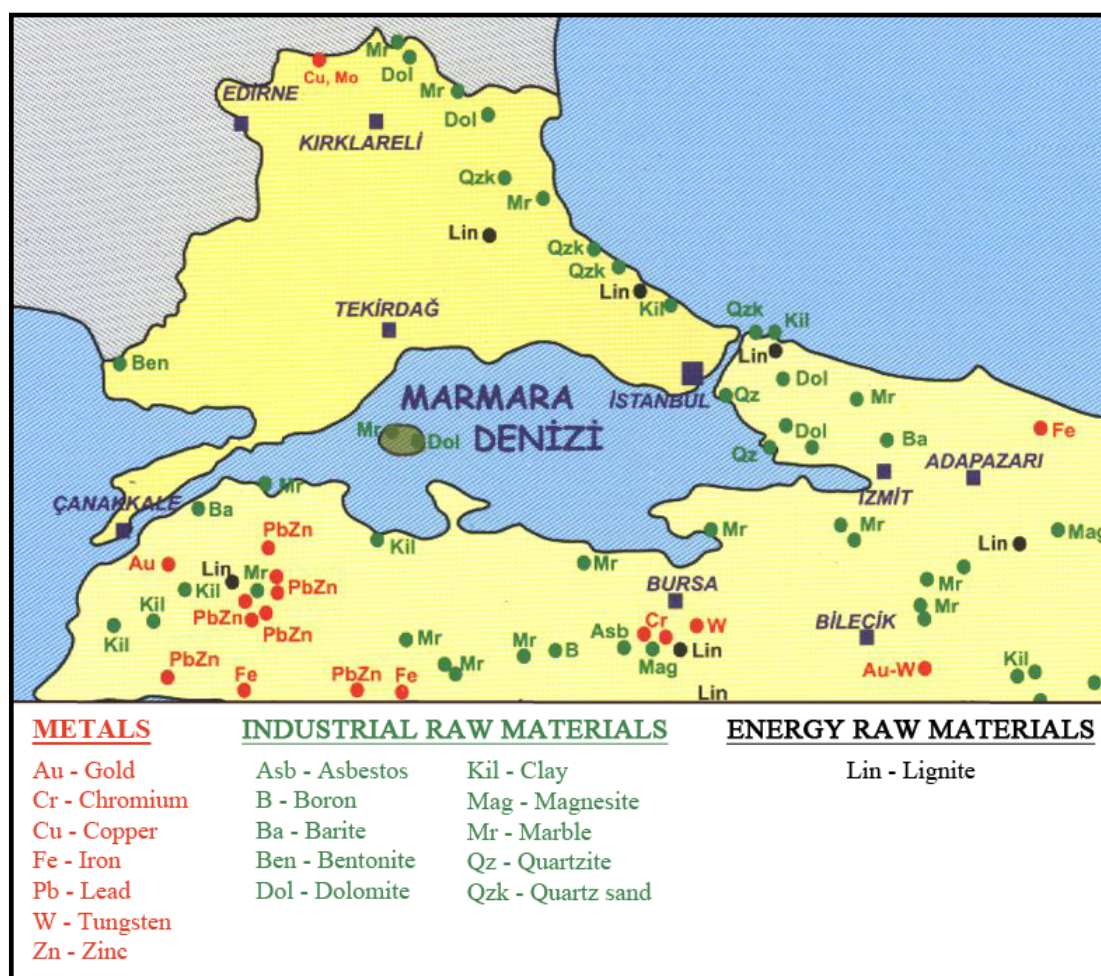 Mr
Dol
Cu, Mo
EDİRNE
Mr
Dol
KIRKLARELİ
Qzk
Mr
Lin
Qzk
Qzk
Lin
Kil
TEKİRDAĞ
Qzk
Kil
Lin
Ben
Dol
MARMARA
DENİZİ
İSTANBUL
Qz
Mr
Mr
Dol
Dol
Qz
Ba
Fe
ADAPAZARI
İZMİT
ÇANAKKALE
Mr
Ba
PbZn
Kil
Mr
Mr
Lin
Mag
Au
Lin
Mr
Kil
PbZn
Mr
BURSA
Mr
Kil
PbZn
Mr
Kil
PbZn
Mr
Mr
B
Asb
Cr
W
Mag
Lin
BİLECİK
PbZn
Fe
PbZn
Fe
Mr
Au-W
Kil
Lin
METALS
Au - Gold
Cr - Chromium
Cu - Copper
Fe - Iron
Pb - Lead
W - Tungsten
Zn - Zinc
INDUSTRIAL RAW MATERIALS
Asb - Asbestos
B - Boron
Ba - Barite
Ben - Bentonite
Dol - Dolomite
Kil - Clay
Mag - Magnesite
Mr - Marble
Qz - Quartzite
Qzk - Quartz sand
ENERGY RAW MATERIALS
Lin - Lignite